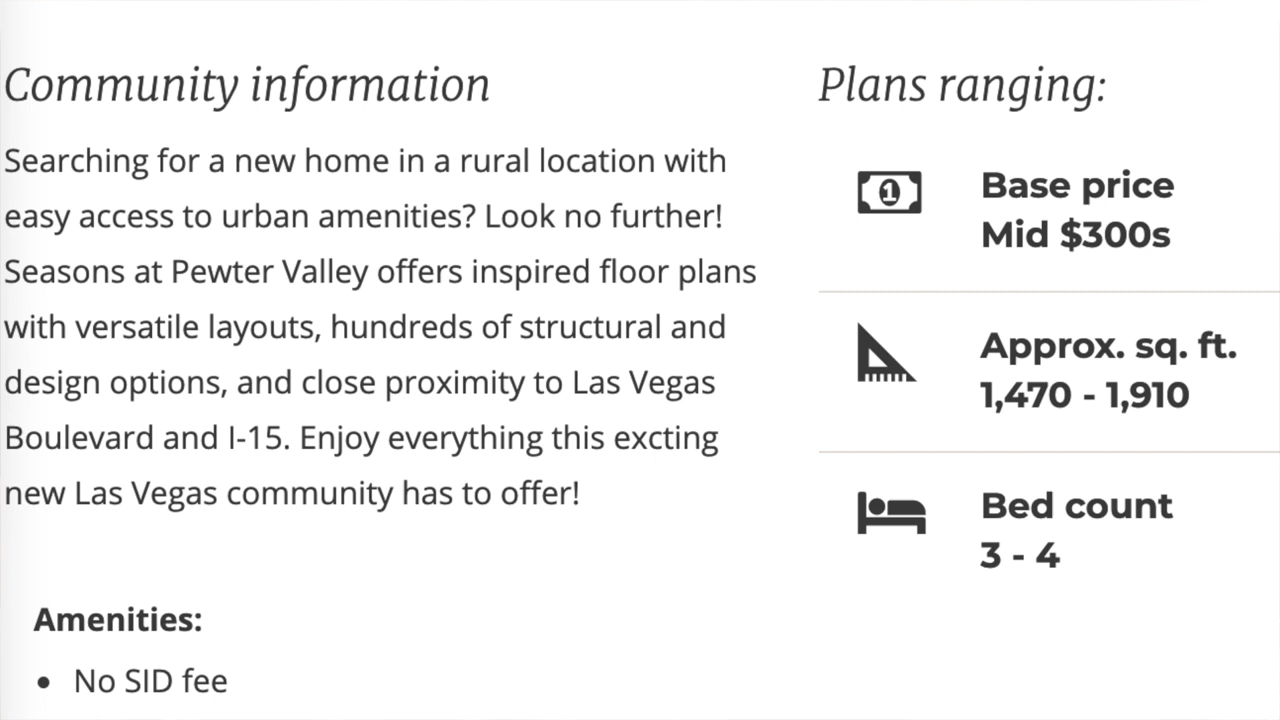 Community information
Searching for a new home in a rural location with
easy access to urban amenities? Look no further!
Seasons at Pewter Valley offers inspired floor plans
with versatile layouts, hundreds of structural and
design options, and close proximity to Las Vegas
Boulevard and I-15. Enjoy everything this excting
new Las Vegas community has to offer!
Amenities:
• No SID fee
Plans ranging:
1
Base price
Mid $300s
Approx. sq. ft.
1,470 - 1,910
Bed count
3 - 4